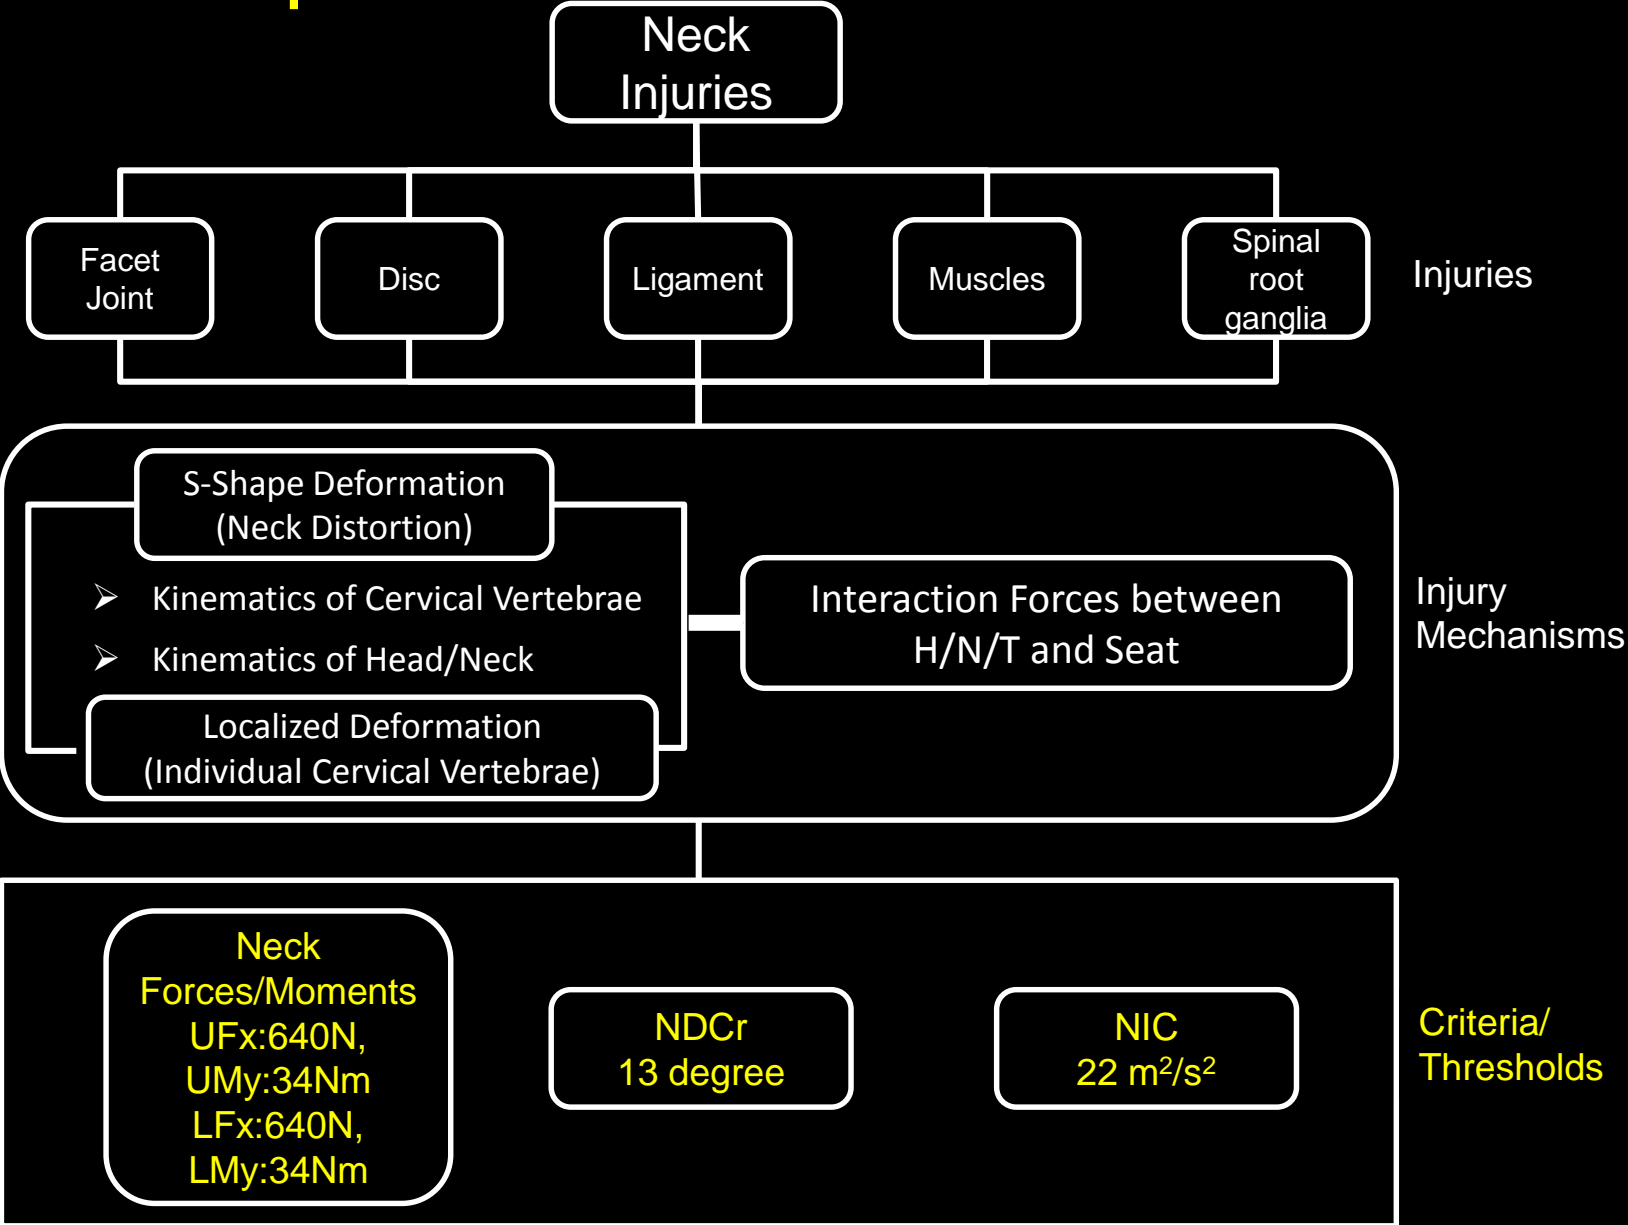 Neck
Injuries
Facet
Joint
Disc
Ligament
Muscles
Spinal
root
ganglia
Injuries
S-Shape Deformation
(Neck Distortion)
➢ Kinematics of Cervical Vertebrae
➢ Kinematics of Head/Neck
Localized Deformation
(Individual Cervical Vertebrae)
Interaction Forces between
H/N/T and Seat
Injury
Mechanisms
Neck
Forces/Moments
UFx:640N,
UMy:34Nm
LFx:640N,
LMy:34Nm
NDCr
13 degree
NIC
22 m²/s²
Criteria/
Thresholds